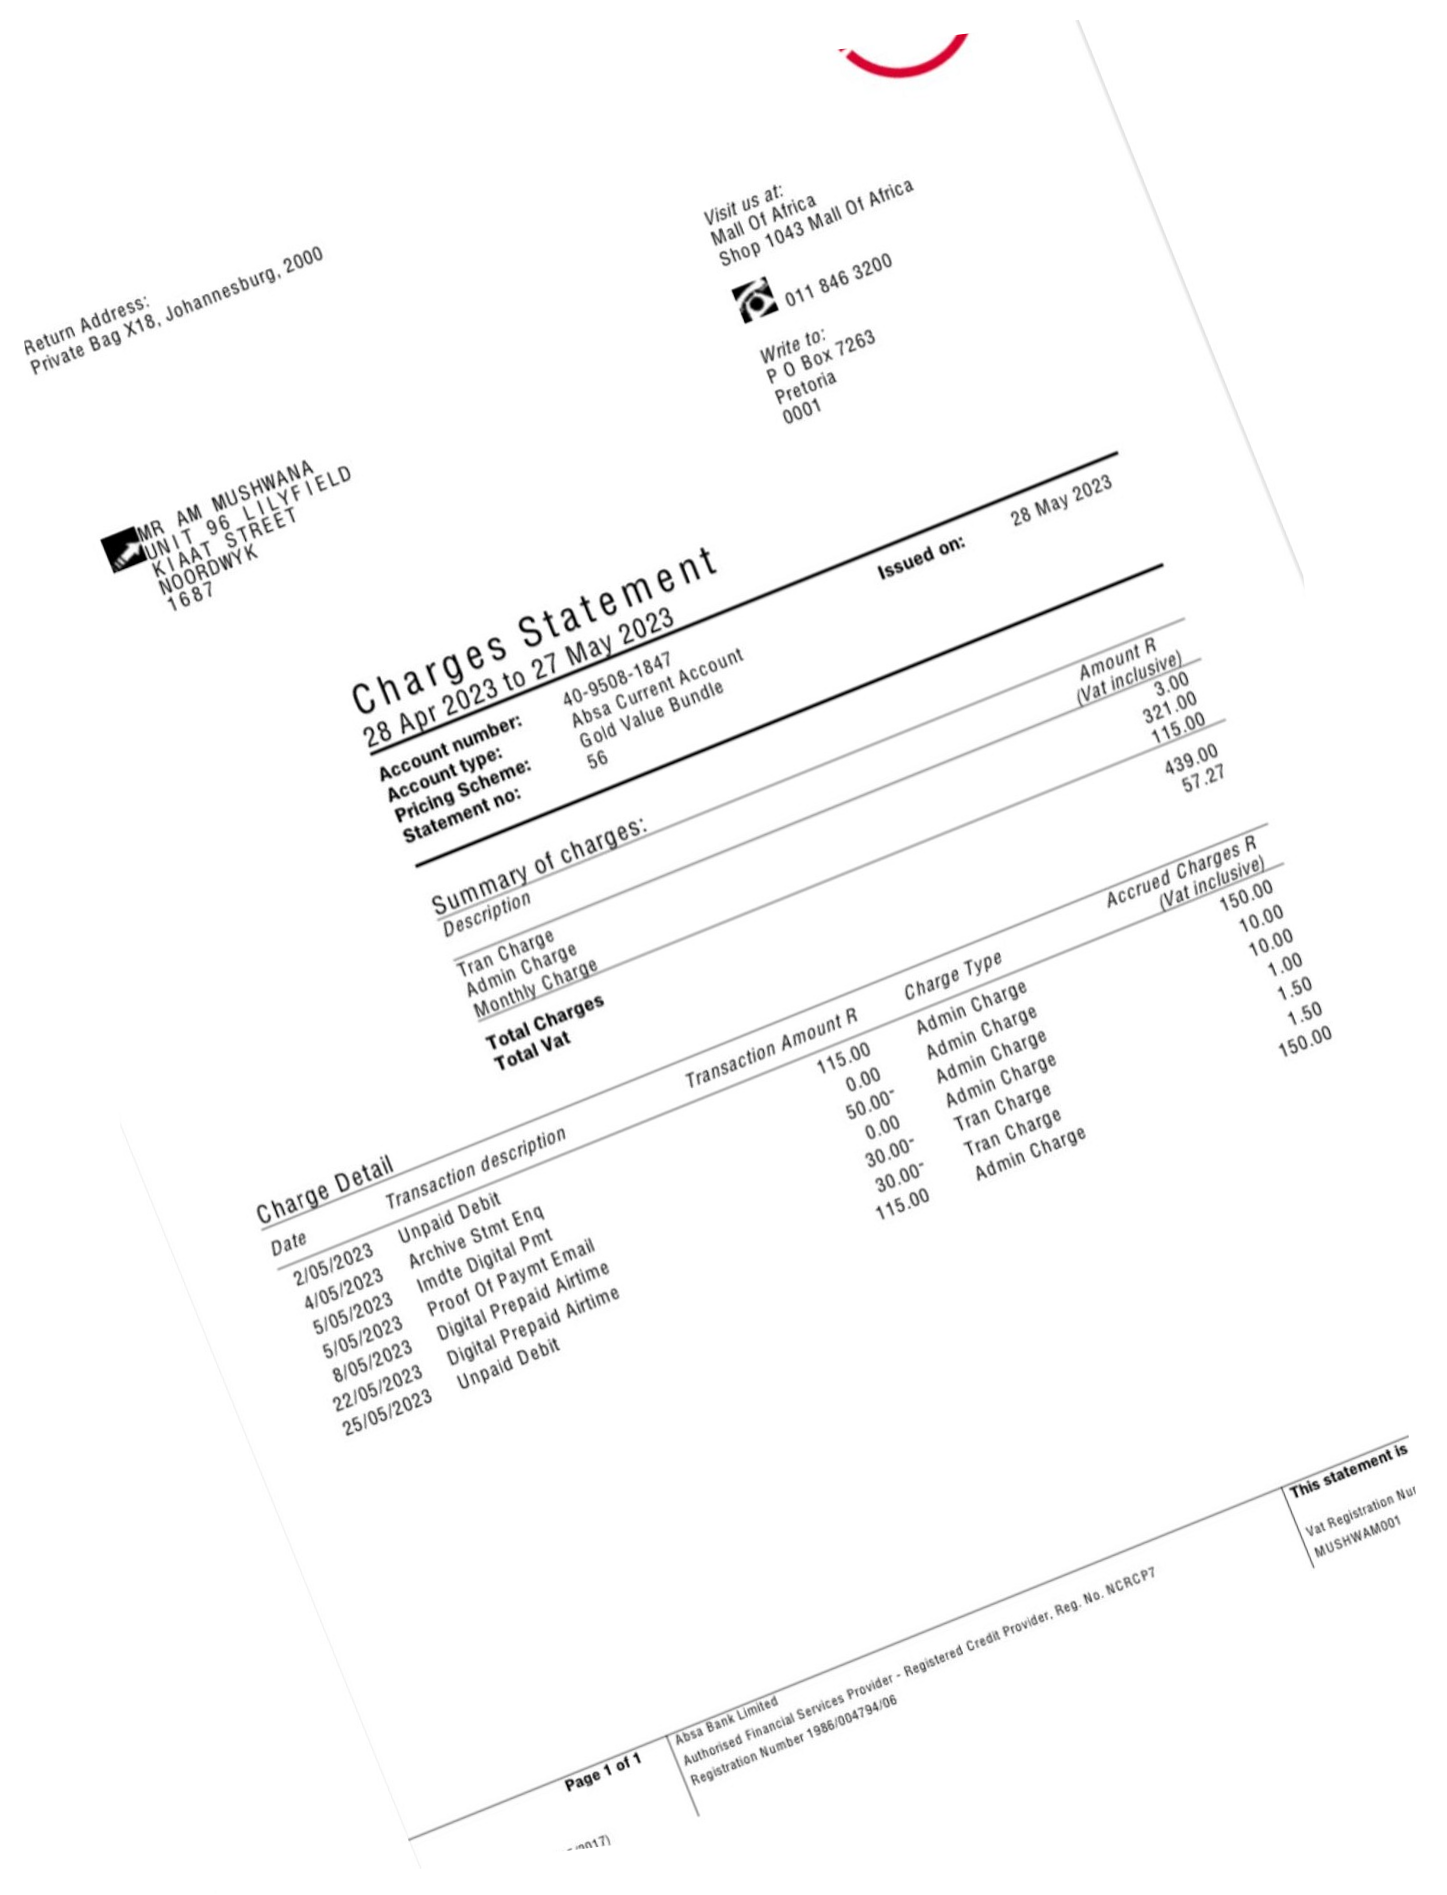 Visit us at:
Mall Of Africa
Shop 1043 Mall Of Africa
011 846 3200
Write to:
P O Box 7263
Pretoria
0001
Return Address:
Private Bag X18, Johannesburg, 2000
MR AM MUSHWANA
UNIT 96 LILYFIELD
KIAAT STREET
NOORDWYK
1687
Charges Statement
28 Apr 2023 to 27 May 2023
Issued on: 28 May 2023
Account number: 40-9508-1847
Account type: Absa Current Account
Pricing Scheme: Gold Value Bundle
Statement no: 56
Summary of charges:
Description Amount R
(Vat inclusive)
Tran Charge 3.00
Admin Charge 321.00
Monthly Charge 115.00
Total Charges 439.00
Total Vat 57.27
Charge Detail
Date Transaction description Transaction Amount R Charge Type Accrued Charges R
(Vat inclusive)
2/05/2023 Unpaid Debit 115.00 Admin Charge 150.00
4/05/2023 Archive Stmt Enq 0.00 Admin Charge 10.00
5/05/2023 Imdte Digital Pmt 50.00- Admin Charge 10.00
5/05/2023 Proof Of Paymt Email 0.00 Admin Charge 1.00
8/05/2023 Digital Prepaid Airtime 30.00- Tran Charge 1.50
22/05/2023 Digital Prepaid Airtime 30.00- Tran Charge 1.50
25/05/2023 Unpaid Debit 115.00 Admin Charge 150.00
This statement is
Vat Registration
MUSHWAM001
Page 1 of 1
Absa Bank Limited
Authorised Financial Services Provider - Registered Credit Provider, Reg. No. NCRCP7
Registration Number 1986/004794/06
/2017)